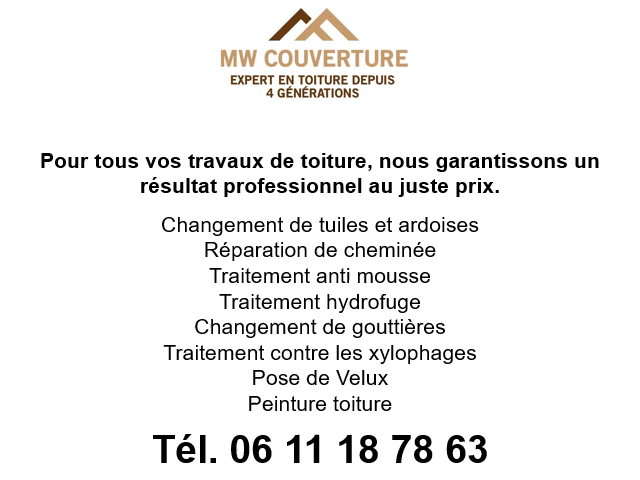 MW COUVERTURE
EXPERT EN TOITURE DEPUIS
4 GÉNÉRATIONS
Pour tous vos travaux de toiture, nous garantissons un
résultat professionnel au juste prix.
Changement de tuiles et ardoises
Réparation de cheminée
Traitement anti mousse
Traitement hydrofuge
Changement de gouttières
Traitement contre les xylophages
Pose de Velux
Peinture toiture
Tél. 06 11 18 78 63